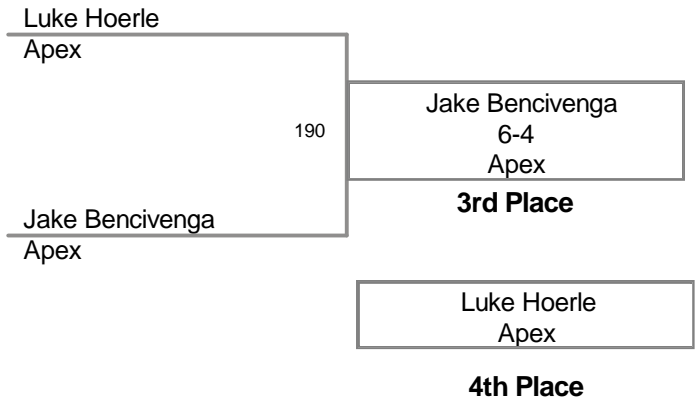 Luke Hoerle
Apex
190
Jake Bencivenga
6-4
Apex
3rd Place
Jake Bencivenga
Apex
Luke Hoerle
Apex
4th Place